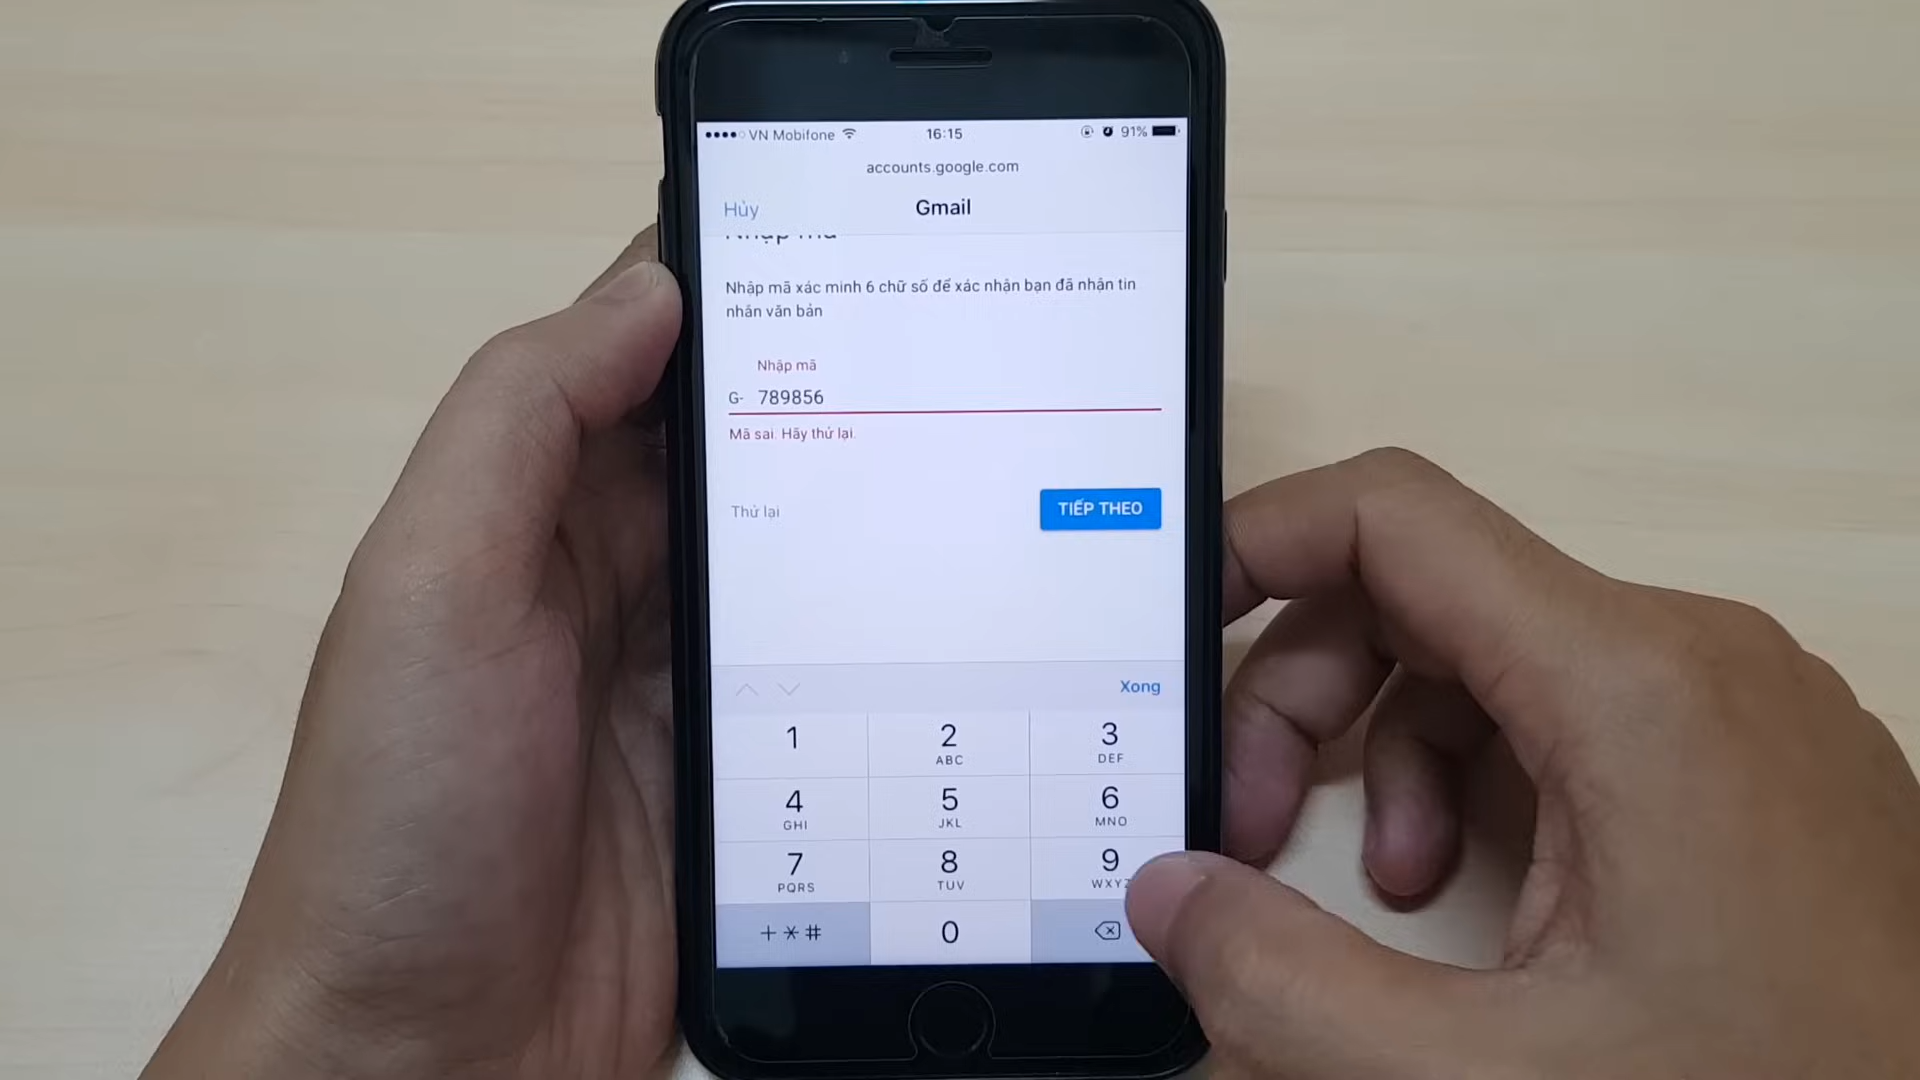 VN Mobifone 16:15 91%
accounts.google.com
Hủy Gmail
Nhập mã
Nhập mã xác minh 6 chữ số để xác nhận bạn đã nhận tin
nhắn văn bản
Nhập mã
G- 789856
Mã sai. Hãy thử lại.
Thử lại TIẾP THEO
Xong
1 2 3
ABC DEF
4 5 6
GHI JKL MNO
7 8 9
PQRS TUV WXYZ
+*# 0